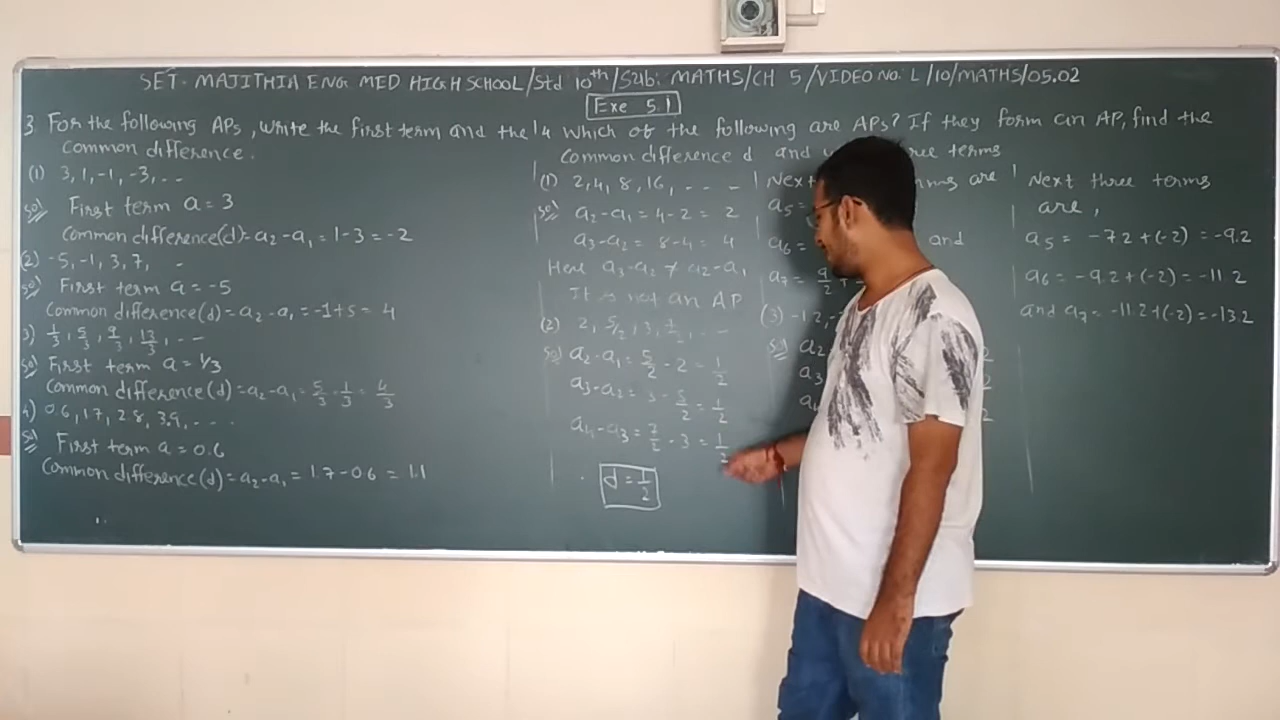 SET- MAJITHIA ENG MED HIGH SCHOOL/Std 10th/Sub: MATHS/CH 5/VIDEO NO: L/10/MATHS/05.02
Exe 5.1
3 For the following APs, write the first term and the
common difference.
(1) 3, 1, -1, -3, ...
sol First term a = 3
Common difference(d) = a2 - a1 = 1-3 = -2
(2) -5, -1, 3, 7,
sol First term a = -5
Common difference(d) = a2 - a1 = -1+5 = 4
3) 1/3, 5/3, 9/3, 13/3, ...
sol First term a = 1/3
Common difference(d) = a2 - a1 = 5/3 - 1/3 = 4/3
4) 0.6, 1.7, 2.8, 3.9, ....
sol First term a = 0.6
Common difference(d) = a2 - a1 = 1.7 - 0.6 = 1.1
4 Which of the following are APs? If they form an AP, find the
Common difference d and three terms
(1) 2, 4, 8, 16, ....
sol a2 - a1 = 4-2 = 2
a3 - a2 = 8-4 = 4
Here a3 - a2 ≠ a2 - a1
It is not an AP
(2) 2, 5/2, 3, 7/2, ...
sol a2 - a1 = 5/2 - 2 = 1/2
a3 - a2 = 3 - 5/2 = 1/2
a4 - a3 = 7/2 - 3 = 1/2
d = 1/2
Next terms are
a5 =
a6 = and
a7 = 9/2 +
(3) -1.2,
sol a2
a3
a4
Next three terms
are,
a5 = -7.2 + (-2) = -9.2
a6 = -9.2 + (-2) = -11.2
and a7 = -11.2 + (-2) = -13.2